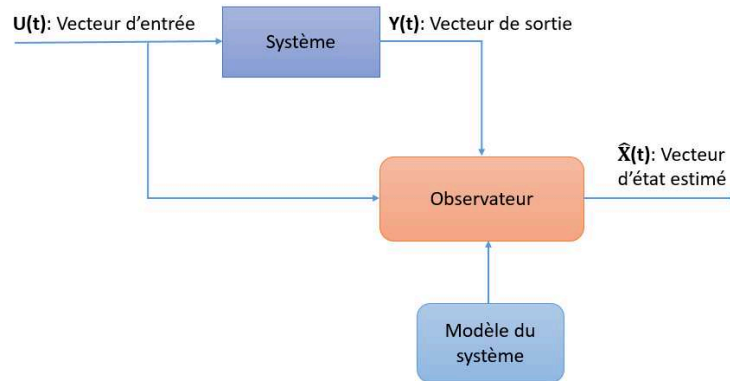 U(t): Vecteur d'entrée
Système
Y(t): Vecteur de sortie
X̂(t): Vecteur
d'état estimé
Observateur
Modèle du
système